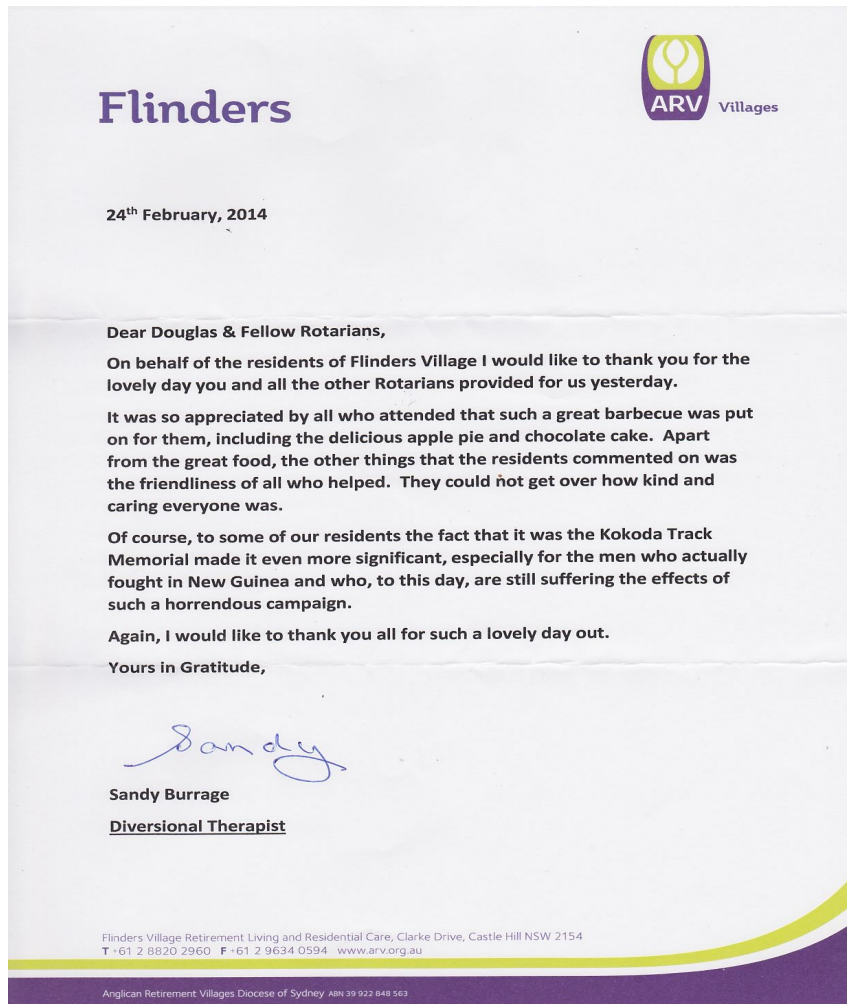 Flinders
ARV Villages
24th February, 2014
Dear Douglas & Fellow Rotarians,
On behalf of the residents of Flinders Village I would like to thank you for the
lovely day you and all the other Rotarians provided for us yesterday.
It was so appreciated by all who attended that such a great barbecue was put
on for them, including the delicious apple pie and chocolate cake.  Apart
from the great food, the other things that the residents commented on was
the friendliness of all who helped.  They could not get over how kind and
caring everyone was.
Of course, to some of our residents the fact that it was the Kokoda Track
Memorial made it even more significant, especially for the men who actually
fought in New Guinea and who, to this day, are still suffering the effects of
such a horrendous campaign.
Again, I would like to thank you all for such a lovely day out.
Yours in Gratitude,
Sandy
Sandy Burrage
Diversional Therapist
Flinders Village Retirement Living and Residential Care, Clarke Drive, Castle Hill NSW 2154
T +61 2 8820 2960  F +61 2 9634 0594  www.arv.org.au
Anglican Retirement Villages Diocese of Sydney ABN 39 922 848 563